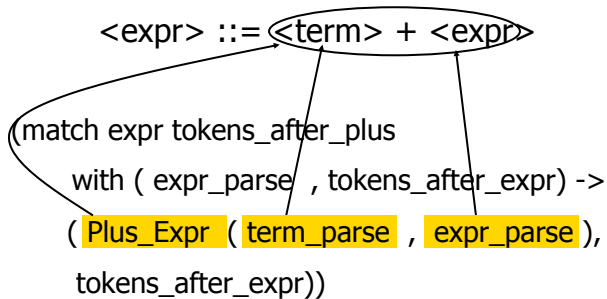 <expr> ::= <term> + <expr>
(match expr tokens_after_plus
with ( expr_parse , tokens_after_expr) ->
( Plus_Expr ( term_parse , expr_parse ),
tokens_after_expr))